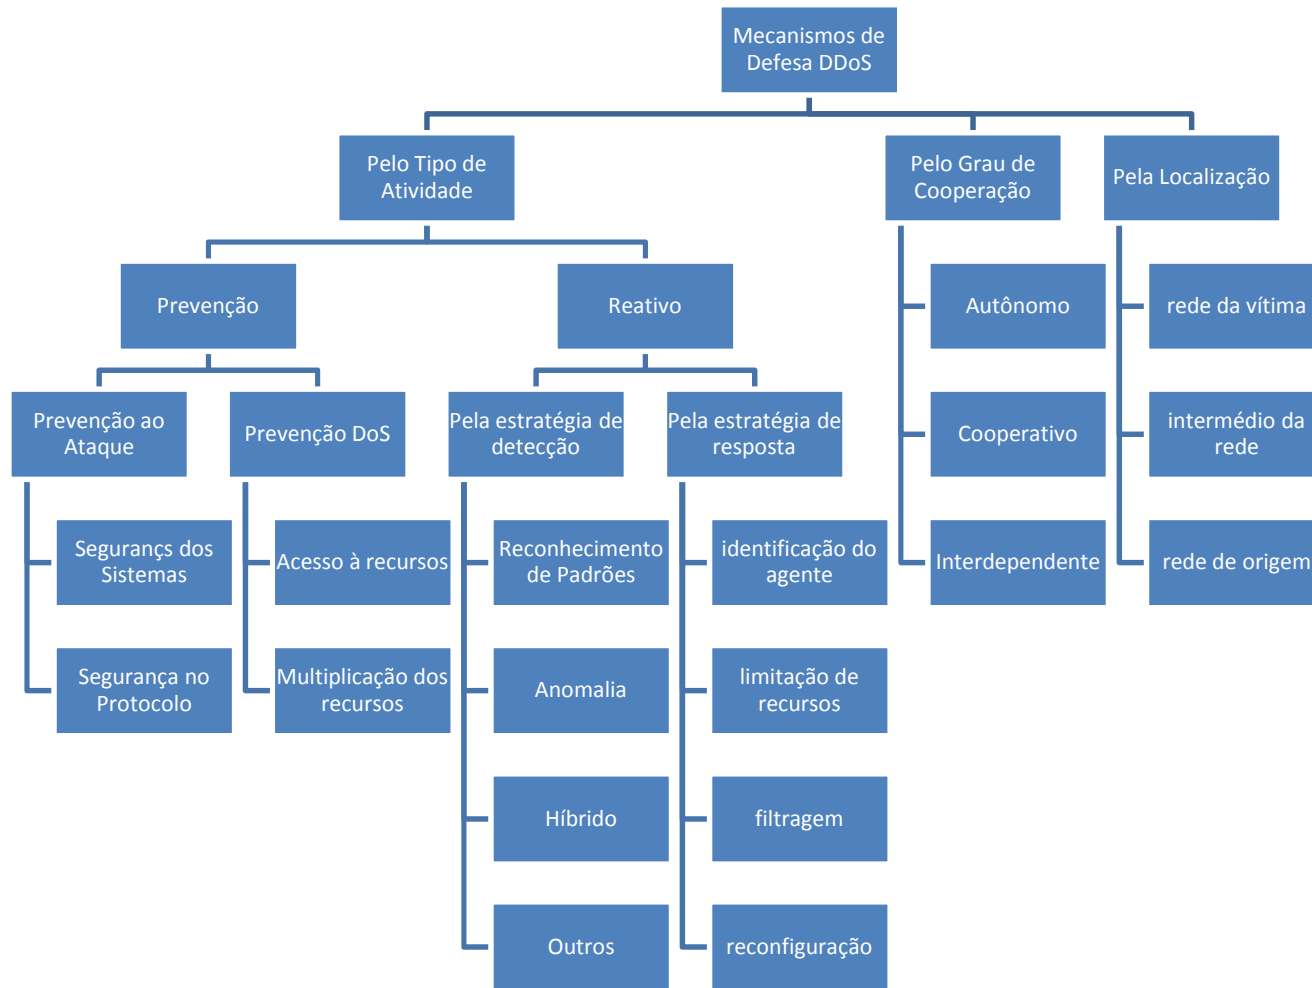 Mecanismos de
Defesa DDoS
Pelo Tipo de
Atividade
Pelo Grau de
Cooperação
Pela Localização
Prevenção
Reativo
Autônomo
rede da vítima
Prevenção ao
Ataque
Prevenção DoS
Pela estratégia de
detecção
Pela estratégia de
resposta
Cooperativo
intermédio da
rede
Segurançs dos
Sistemas
Acesso à recursos
Reconhecimento
de Padrões
identificação do
agente
Interdependente
rede de origem
Segurança no
Protocolo
Multiplicação dos
recursos
Anomalia
limitação de
recursos
Híbrido
filtragem
Outros
reconfiguração